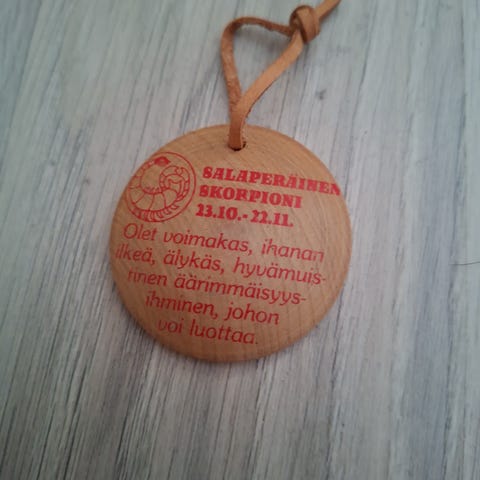 SALAPERÄINEN
SKORPIONI
23.10.-22.11.
Olet voimakas, ihanan
ilkeä, älykäs, hyvämuis-
tinen äärimmäisyys-
ihminen, johon
voi luottaa.